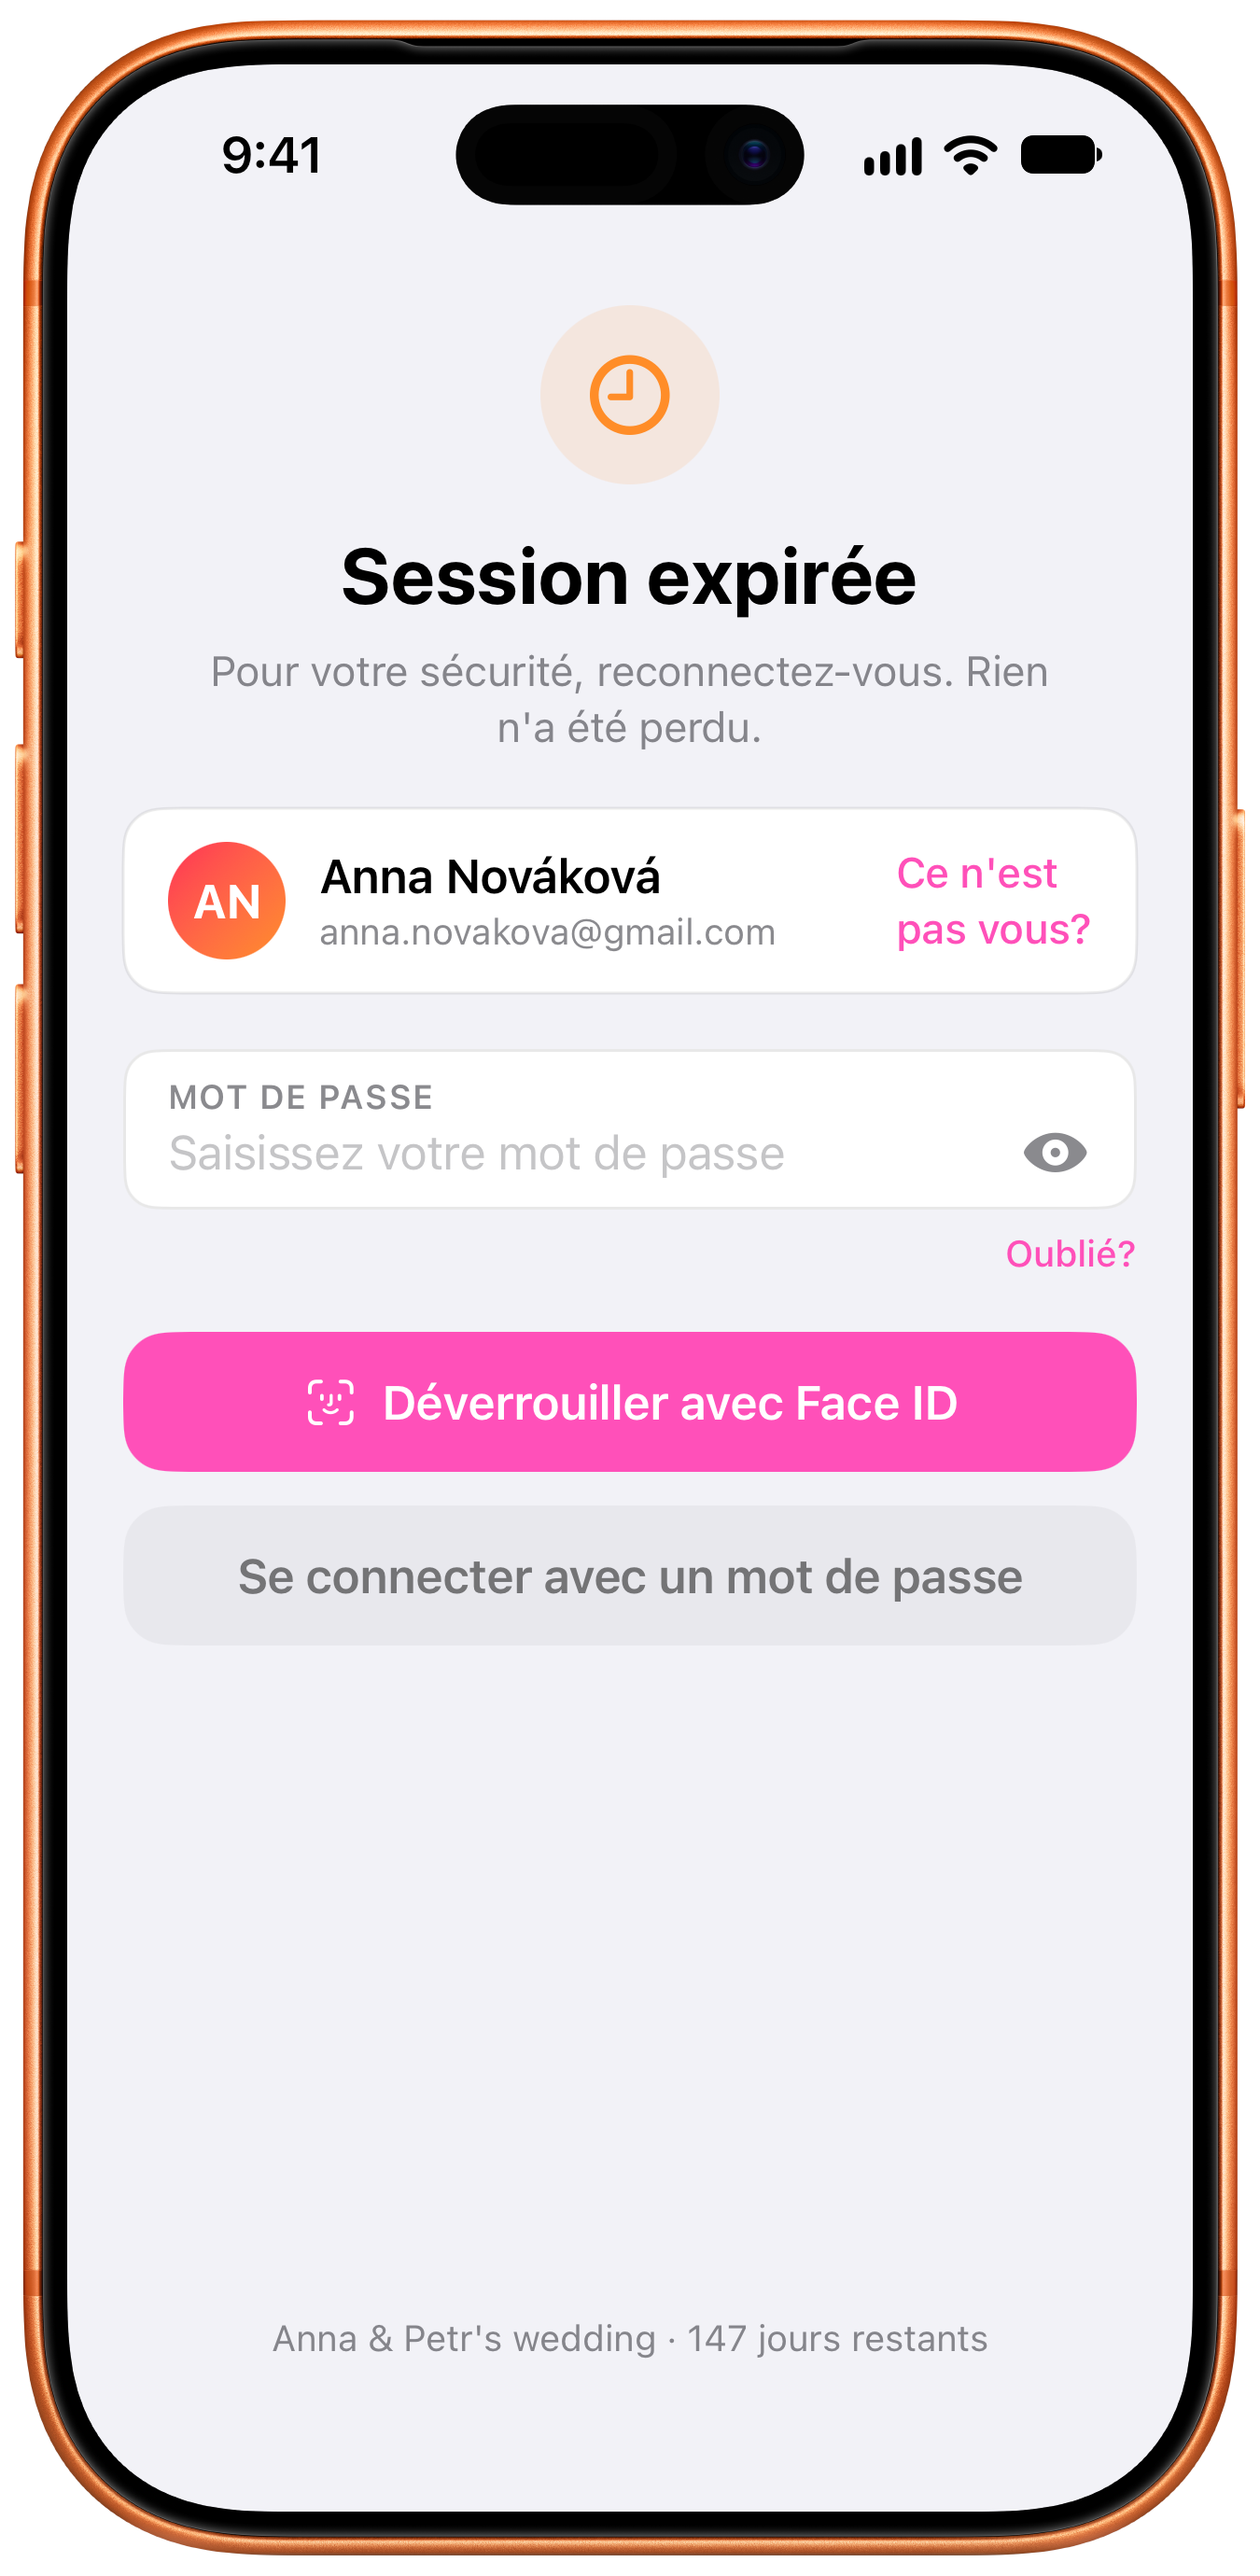 9:41
Session expirée
Pour votre sécurité, reconnectez-vous. Rien
n'a été perdu.
AN
Anna Nováková
anna.novakova@gmail.com
Ce n'est
pas vous?
MOT DE PASSE
Saisissez votre mot de passe
Oublié?
Déverrouiller avec Face ID
Se connecter avec un mot de passe
Anna & Petr's wedding · 147 jours restants